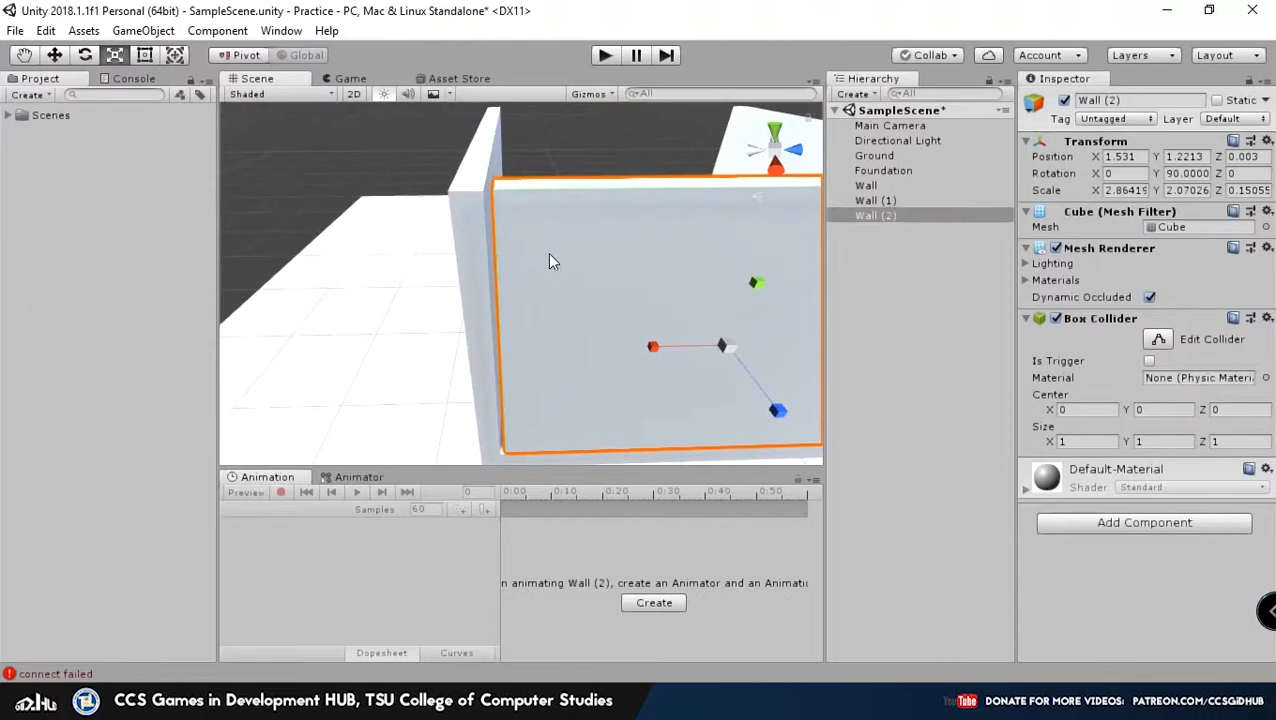 Unity 2018.1.1f1 Personal (64bit) - SampleScene.unity - Practice - PC, Mac & Linux Standalone* <DX11>
File Edit Assets GameObject Component Window Help
Pivot Global Collab Account Layers Layout
Project Console Scene Game Asset Store Hierarchy Inspector
Create Shaded 2D Gizmos All Create All
Scenes
SampleScene*
Main Camera
Directional Light
Ground
Foundation
Wall
Wall (1)
Wall (2)
Wall (2) Static
Tag Untagged Layer Default
Transform
Position X 1.531 Y 1.2213 Z 0.003
Rotation X 0 Y 90.0000 Z 0
Scale X 2.86419 Y 2.07026 Z 0.15055
Cube (Mesh Filter)
Mesh Cube
Mesh Renderer
Lighting
Materials
Dynamic Occluded
Box Collider
Edit Collider
Is Trigger
Material None (Physic Materi
Center
X 0 Y 0 Z 0
Size
X 1 Y 1 Z 1
Default-Material
Shader Standard
Add Component
Animation Animator
Preview 0 0:00 0:10 0:20 0:30 0:40 0:50
Samples 60
n animating Wall (2), create an Animator and an Animatio
Create
Dopesheet Curves
connect failed
CCS Games in Development HUB, TSU College of Computer Studies
YouTube DONATE FOR MORE VIDEOS: PATREON.COM/CCSGiDHUB